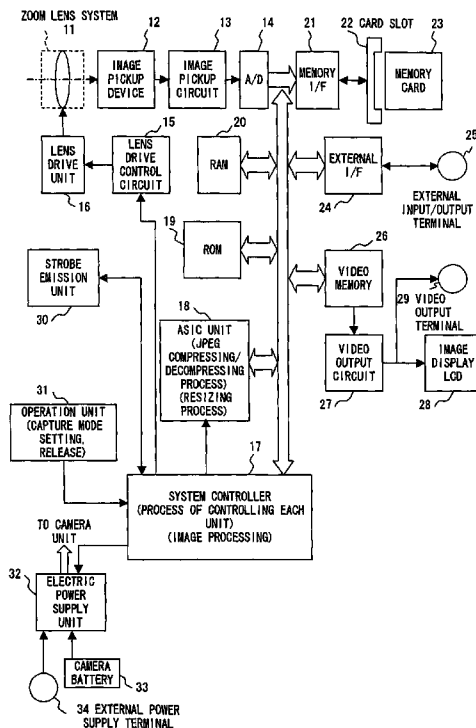 ZOOM LENS SYSTEM
11
12
13
14
21
22 CARD SLOT
23
IMAGE
PICKUP
DEVICE
IMAGE
PICKUP
CIRCUIT
A/D
MEMORY
I/F
MEMORY
CARD
15
LENS
DRIVE
UNIT
16
LENS
DRIVE
CONTROL
CIRCUIT
20
RAM
EXTERNAL
I/F
24
25
EXTERNAL
INPUT/OUTPUT
TERMINAL
19
ROM
26
VIDEO
MEMORY
29 VIDEO
OUTPUT
TERMINAL
STROBE
EMISSION
UNIT
30
18
ASIC UNIT
(JPEG
COMPRESSING/
DECOMPRESSING
PROCESS)
(RESIZING
PROCESS)
VIDEO
OUTPUT
CIRCUIT
27
IMAGE
DISPLAY
LCD
28
31
OPERATION UNIT
(CAPTURE MODE
SETTING,
RELEASE)
17
SYSTEM CONTROLLER
(PROCESS OF CONTROLLING EACH
UNIT)
(IMAGE PROCESSING)
TO CAMERA
UNIT
32
ELECTRIC
POWER
SUPPLY
UNIT
CAMERA
BATTERY
33
34 EXTERNAL POWER
SUPPLY TERMINAL